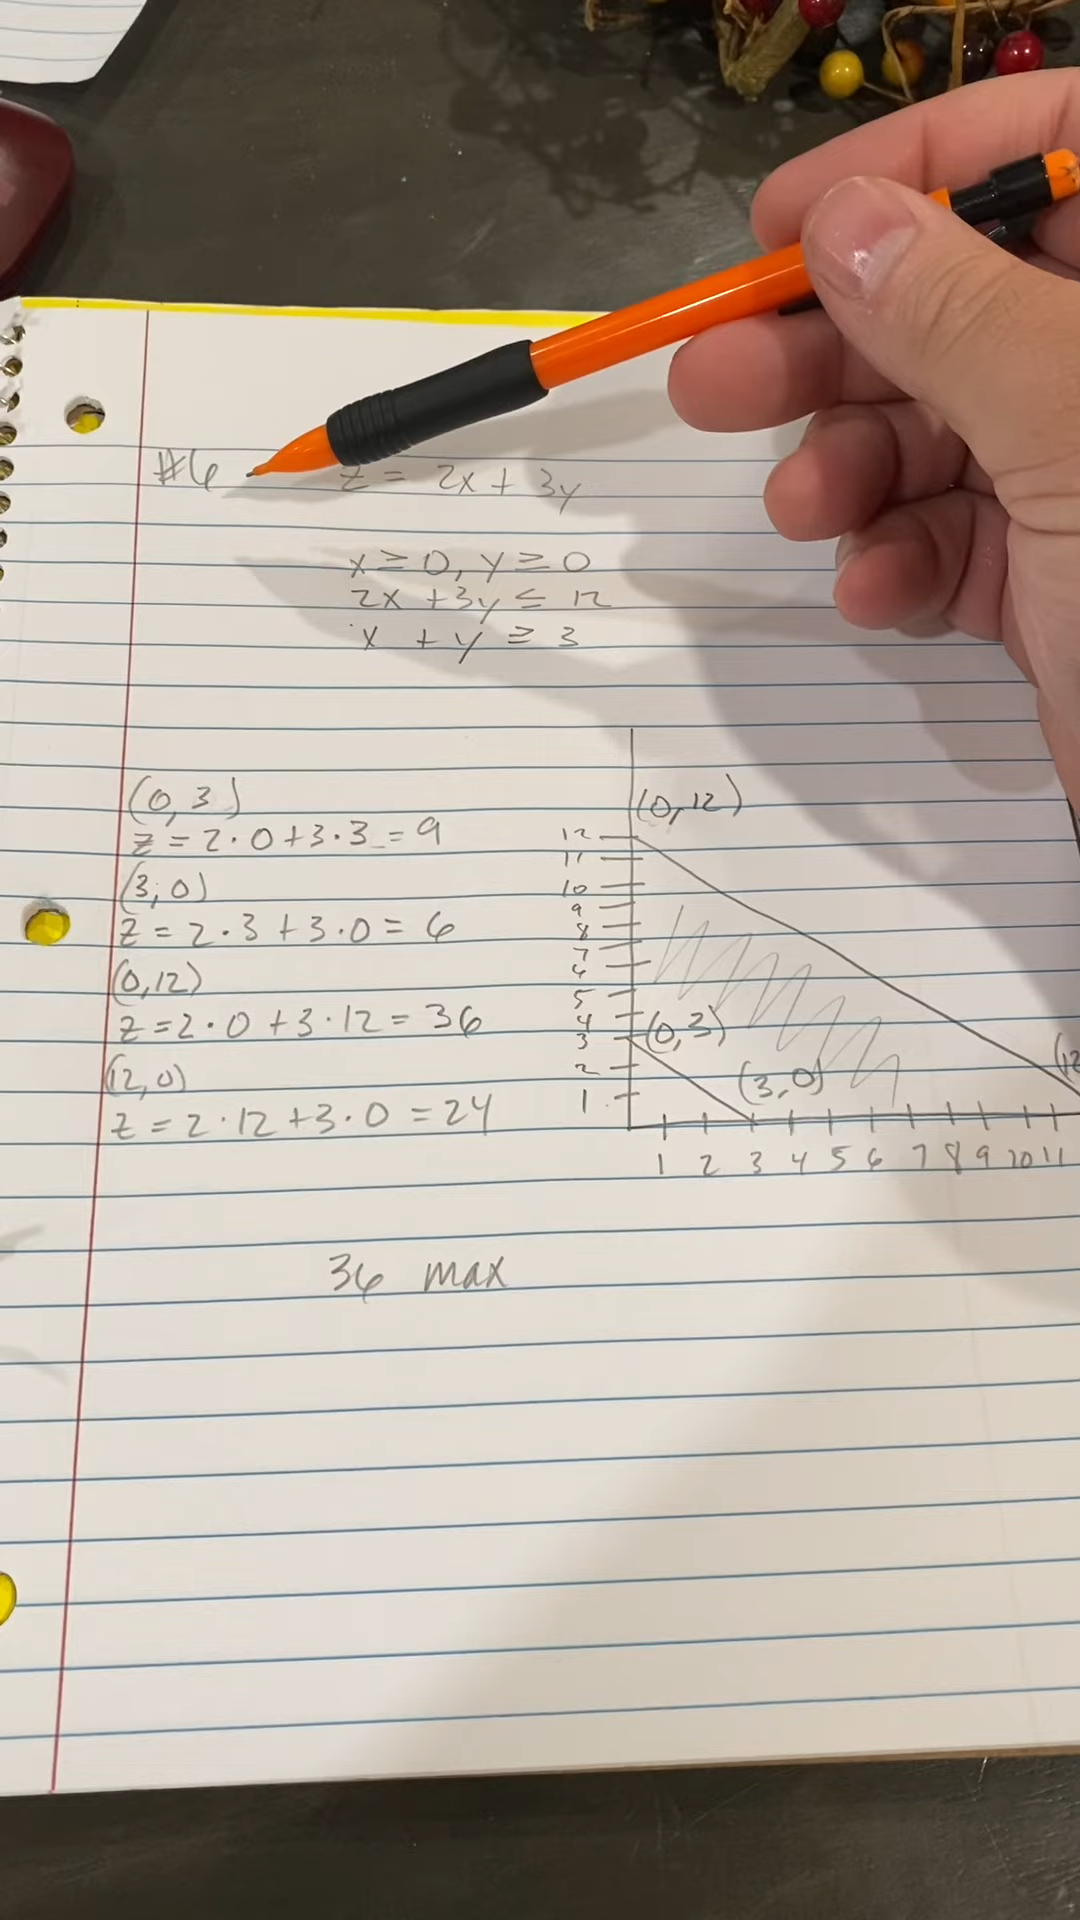 #6 z = 2x + 3y
x ≥ 0, y ≥ 0
2x + 3y ≤ 12
x + y ≥ 3
(0, 3)
z = 2·0 + 3·3 = 9
(3, 0)
z = 2·3 + 3·0 = 6
(0,12)
z = 2·0 + 3·12 = 36
(12, 0)
z = 2·12 + 3·0 = 24
(0,12)
12
11
10
9
8
7
6
5
4
3
2
1
(0,3)
(3,0)
(12
1 2 3 4 5 6 7 8 9 10 11
36 max